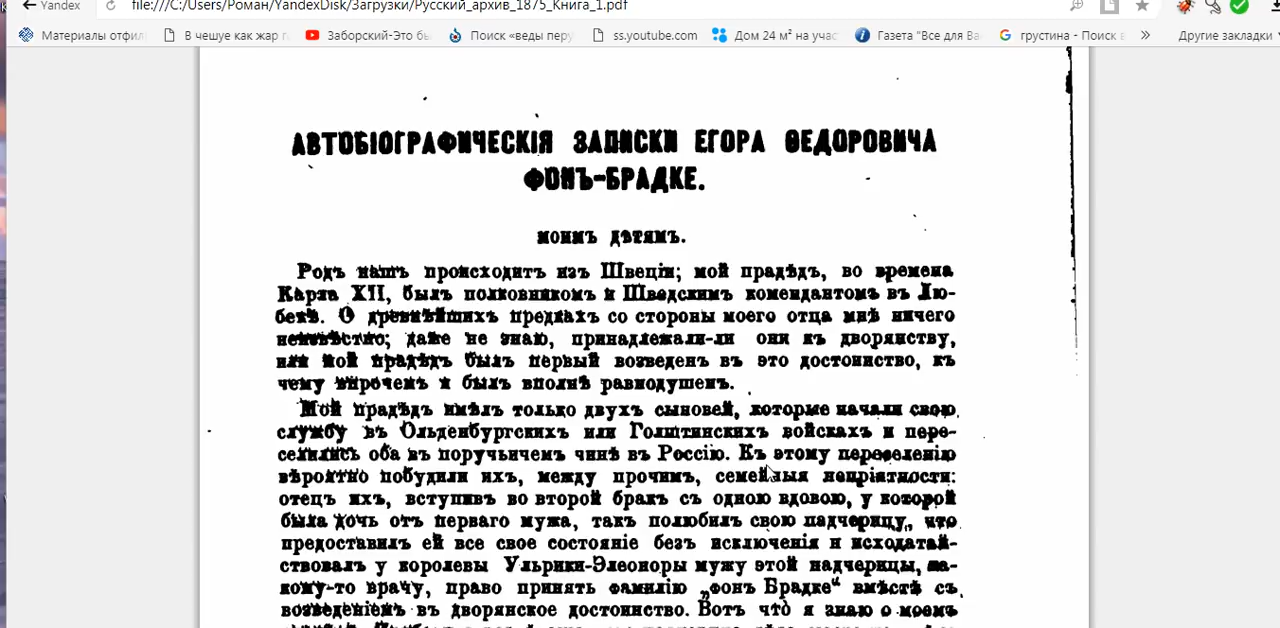 Yandex file:///C:/Users/Роман/YandexDisk/Загрузки/Русский_архив_1875_Книга_1.pdf
Материалы отфил В чешуе как жар г Заборский-Это бы Поиск «веды перу ss.youtube.com Дом 24 м² на учас Газета "Все для Ва грустина - Поиск в Другие закладки
АВТОБІОГРАФИЧЕСКІЯ ЗАПИСКИ ЕГОРА ѲЕДОРОВИЧА
ФОНЪ-БРАДКЕ.
МОИМЪ ДѢТЯМЪ.
Родъ нашъ происходитъ изъ Швеціи; мой прадѣдъ, во времена
Карла XII, былъ полковникомъ и Шведскимъ комендантомъ въ Лю-
бекѣ. О древнѣйшихъ предкахъ со стороны моего отца мнѣ ничего
неизвѣстно; даже не знаю, принадлежали-ли они къ дворянству,
или мой прадѣдъ былъ первый возведенъ въ это достоинство, къ
чему впрочемъ я былъ вполнѣ равнодушенъ.
Мой прадѣдъ имѣлъ только двухъ сыновей, которые начали свою
службу въ Ольденбургскихъ или Голштинскихъ войскахъ и пере-
селились оба въ поручьичемъ чинѣ въ Россію. Къ этому переселенію
вѣроятно побудили ихъ, между прочимъ, семейныя непріятности:
отецъ ихъ, вступивъ во второй бракъ съ одною вдовою, у которой
была дочь отъ перваго мужа, такъ полюбилъ свою падчерицу, что
предоставилъ ей все свое состояніе безъ исключенія и исходатай-
ствовалъ у королевы Ульрики-Элеоноры мужу этой надчерицы, ка-
кому-то врачу, право принять фамилію „фонъ Брадке“ вмѣстѣ съ
возведеніемъ въ дворянское достоинство. Вотъ что я знаю о моемъ